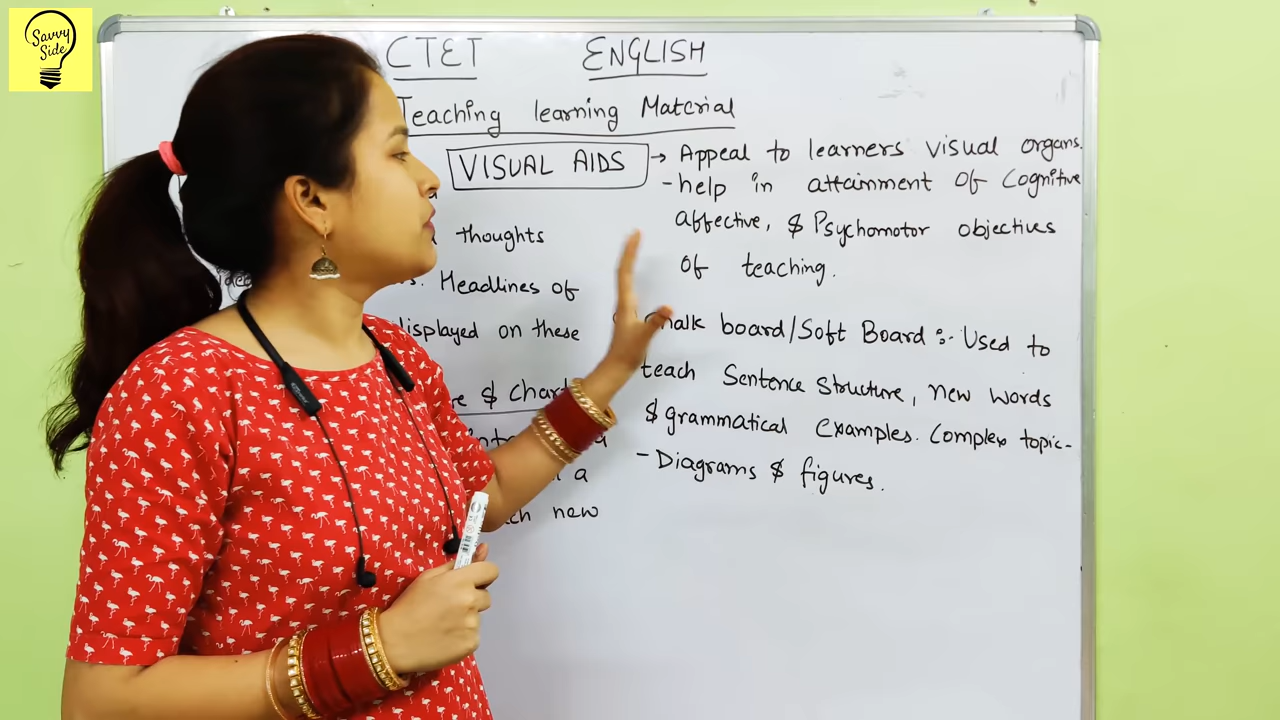 Savvy
Side
CTET ENGLISH
Teaching learning Material
VISUAL AIDS → Appeal to learners visual organs.
- help in attainment of Cognitive
affective, & Psychomotor objectives
of teaching.
thoughts
Headlines of
displayed on these
& Chart
new
board/Soft Board :- Used to
teach Sentence Structure, new words
& grammatical examples. Complex topic-
- Diagrams & figures.